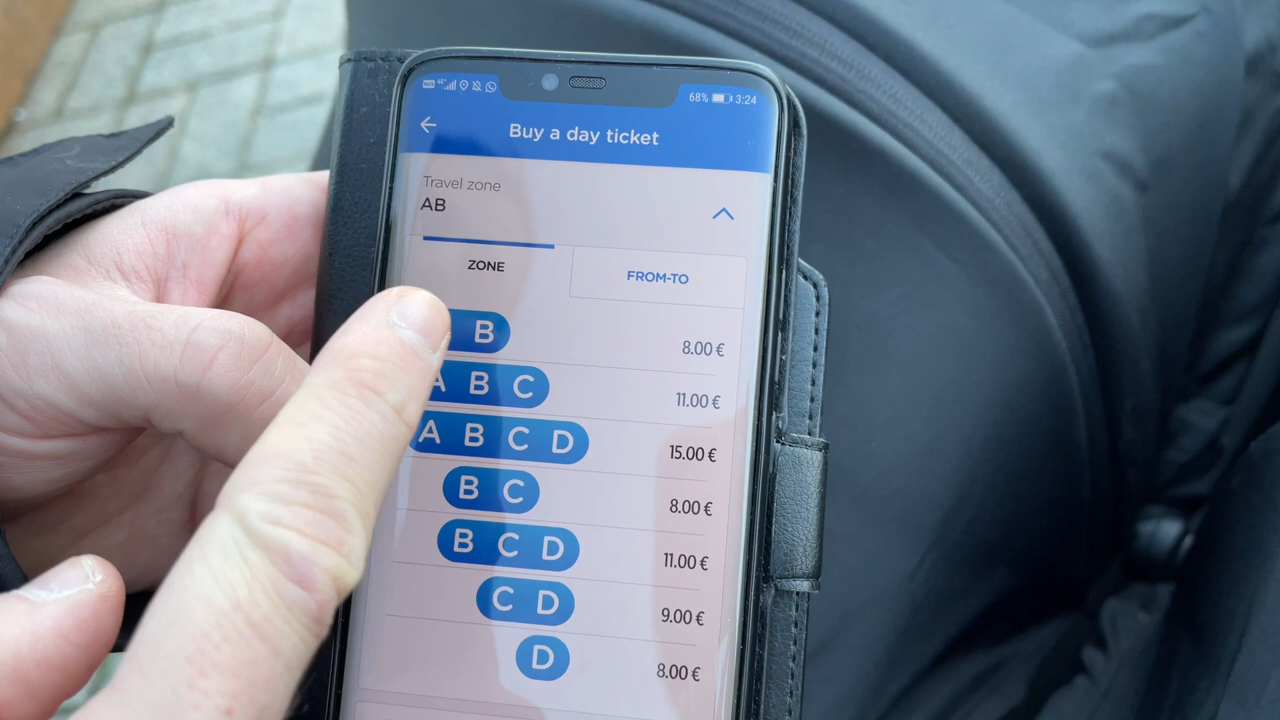 68% 3:24
Buy a day ticket
Travel zone
AB
ZONE FROM-TO
B 8.00 €
A B C 11.00 €
A B C D 15.00 €
B C 8.00 €
B C D 11.00 €
C D 9.00 €
D 8.00 €